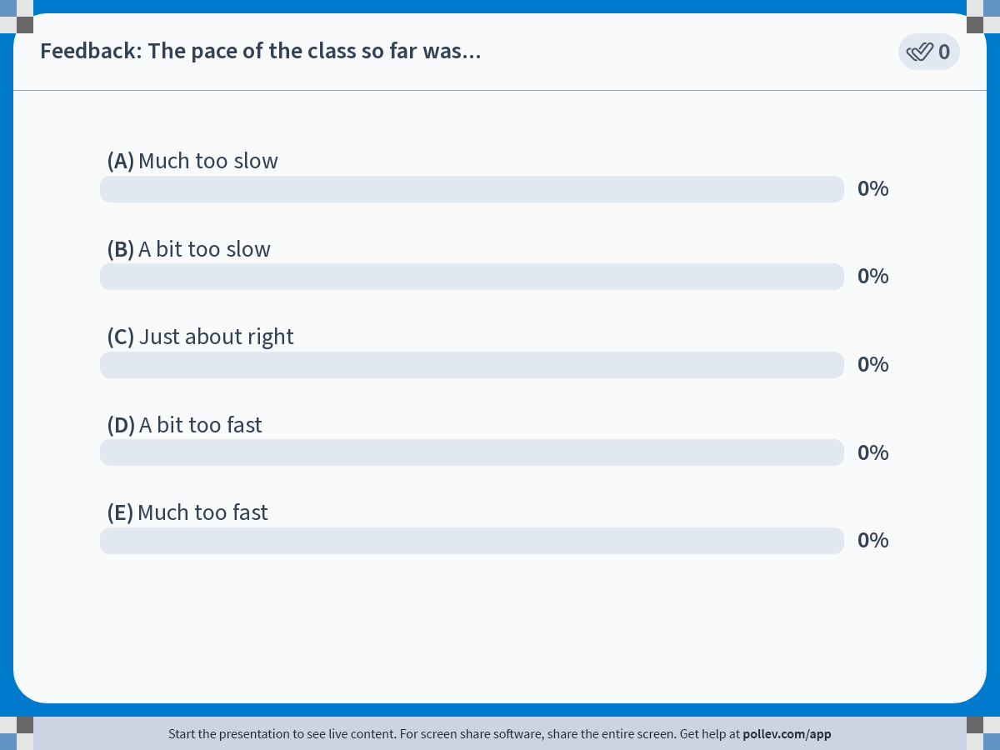 Feedback: The pace of the class so far was...
0
(A) Much too slow
0%
(B) A bit too slow
0%
(C) Just about right
0%
(D) A bit too fast
0%
(E) Much too fast
0%
Start the presentation to see live content. For screen share software, share the entire screen. Get help at pollev.com/app